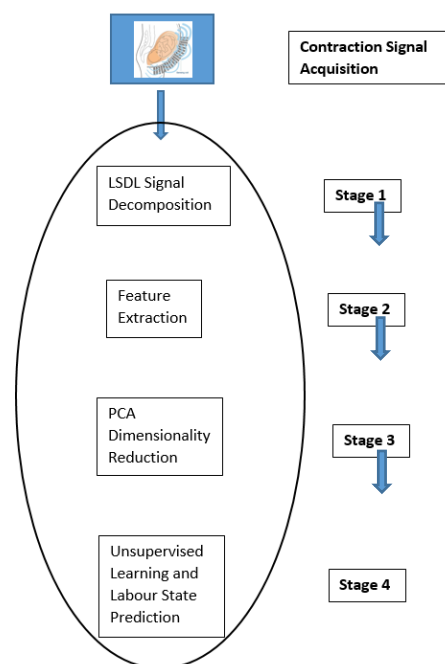 Contraction Signal
Acquisition
LSDL Signal
Decomposition
Stage 1
Feature
Extraction
Stage 2
PCA
Dimensionality
Reduction
Stage 3
Unsupervised
Learning and
Labour State
Prediction
Stage 4